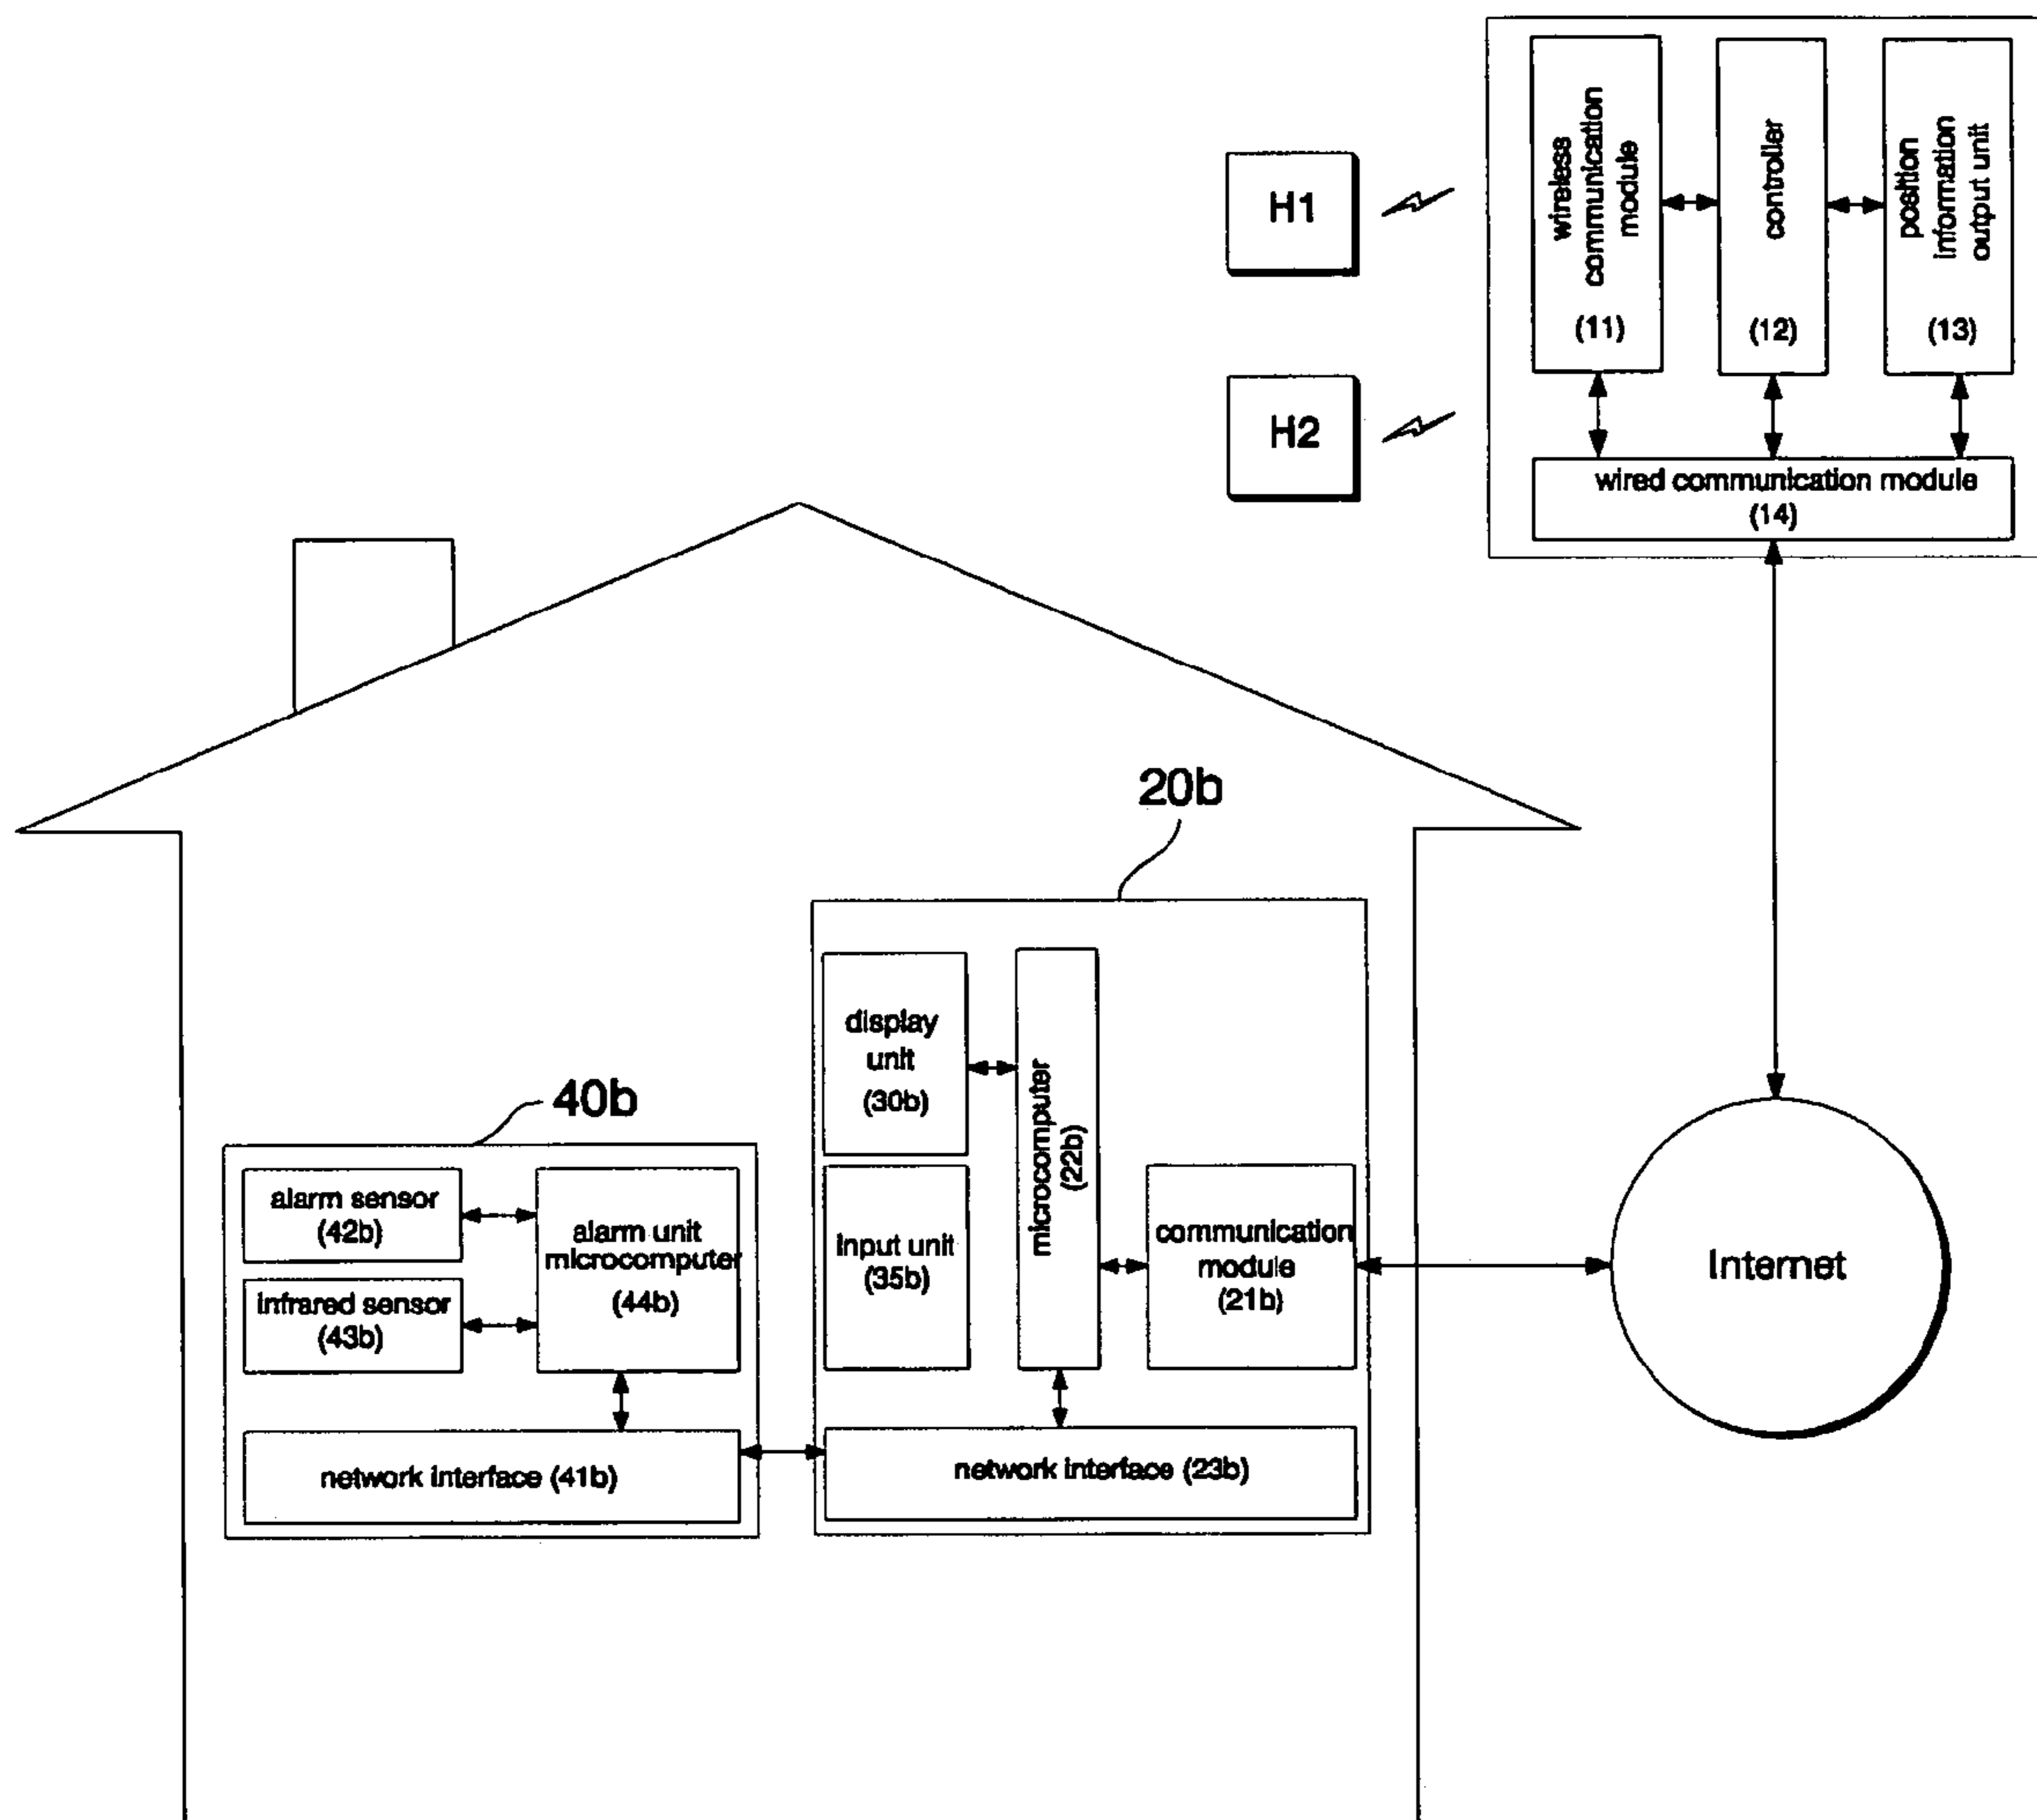 wireless
communication
module
(11)
controller
(12)
position
information
output unit
(13)
H1
H2
wired communication module
(14)
20b
display
unit
(30b)
microcomputer
(22b)
40b
alarm sensor
(42b)
alarm unit
microcomputer
(44b)
input unit
(35b)
communication
module
(21b)
Internet
infrared sensor
(43b)
network interface (41b)
network interface (23b)